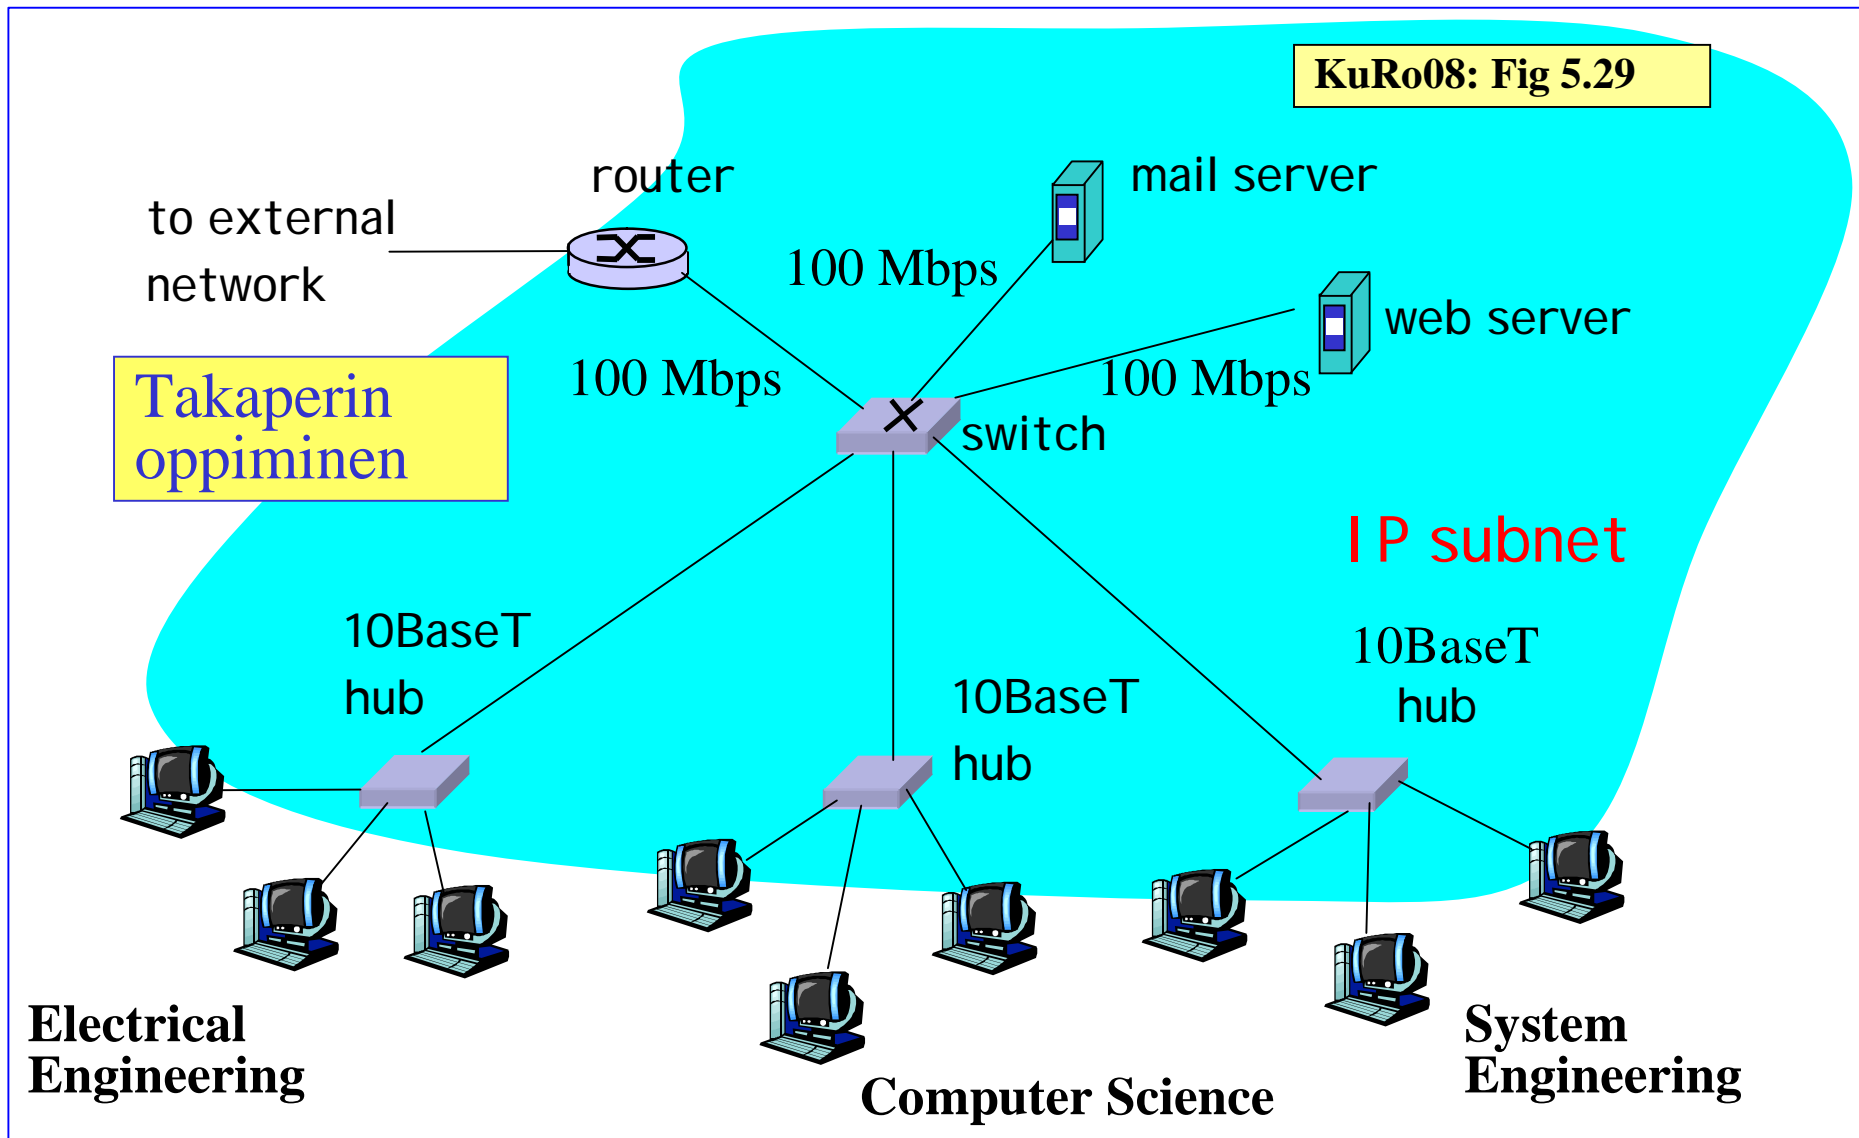 KuRo08: Fig 5.29
router
mail server
to external
network
100 Mbps
web server
100 Mbps
100 Mbps
Takaperin
oppiminen
switch
IP subnet
10BaseT
hub
10BaseT
hub
10BaseT
hub
Electrical
Engineering
Computer Science
System
Engineering